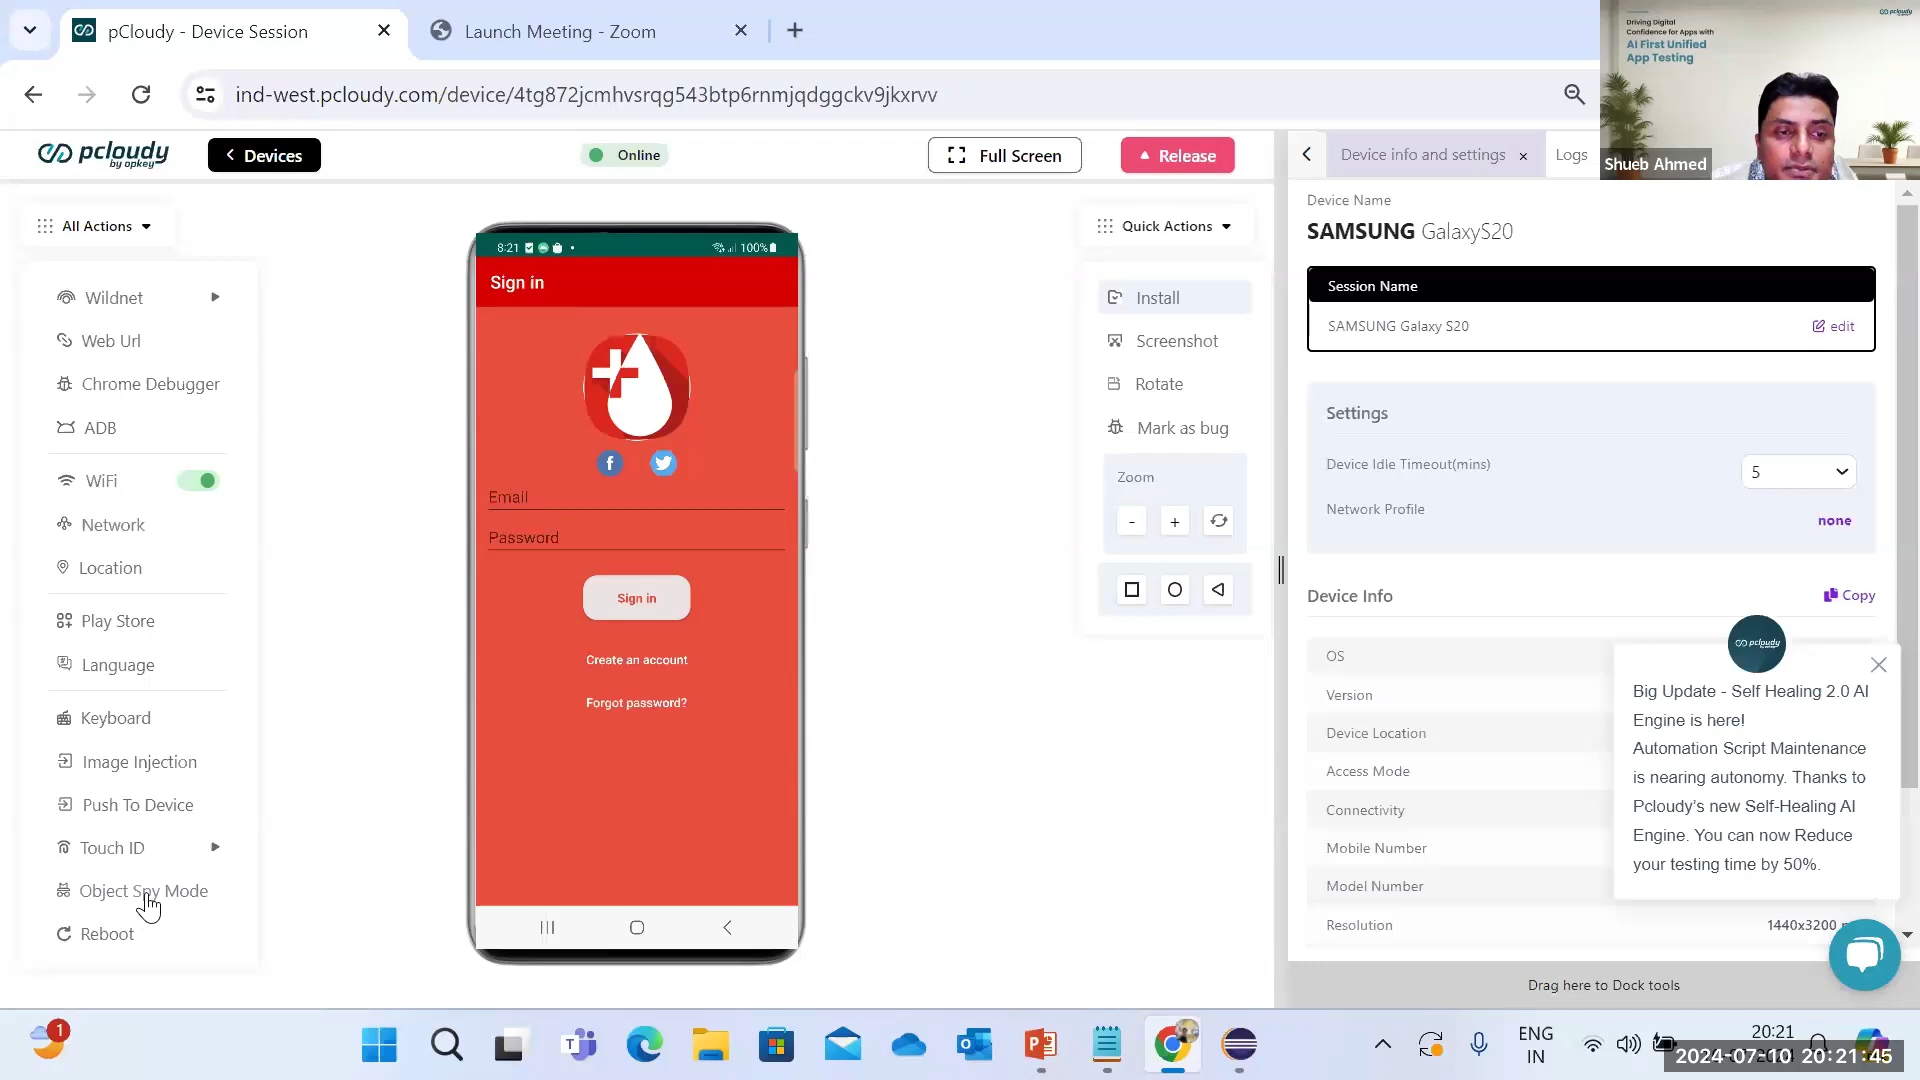 pCloudy - Device Session
Launch Meeting - Zoom
ind-west.pcloudy.com/device/4tg872jcmhvsrqg543btp6rnmjqdggckv9jkxrvv
pcloudy
by opkey
Devices
Online
Full Screen
Release
Device info and settings
Logs
pcloudy
Driving Digital
Confidence for Apps with
AI First Unified
App Testing
Shueb Ahmed
All Actions
Wildnet
Web Url
Chrome Debugger
ADB
WiFi
Network
Location
Play Store
Language
Keyboard
Image Injection
Push To Device
Touch ID
Object Spy Mode
Reboot
8:21
100%
Sign in
f
Email
Password
Sign in
Create an account
Forgot password?
Quick Actions
Install
Screenshot
Rotate
Mark as bug
Zoom
- +
Device Name
SAMSUNG GalaxyS20
Session Name
SAMSUNG Galaxy S20
edit
Settings
Device Idle Timeout(mins)
5
Network Profile
none
Device Info
Copy
OS
Version
Device Location
Access Mode
Connectivity
Mobile Number
Model Number
Resolution
1440x3200
pcloudy
Big Update - Self Healing 2.0 AI
Engine is here!
Automation Script Maintenance
is nearing autonomy. Thanks to
Pcloudy's new Self-Healing AI
Engine. You can now Reduce
your testing time by 50%.
Drag here to Dock tools
1
ENG
IN
20:21
2024-07-10 20:21:45